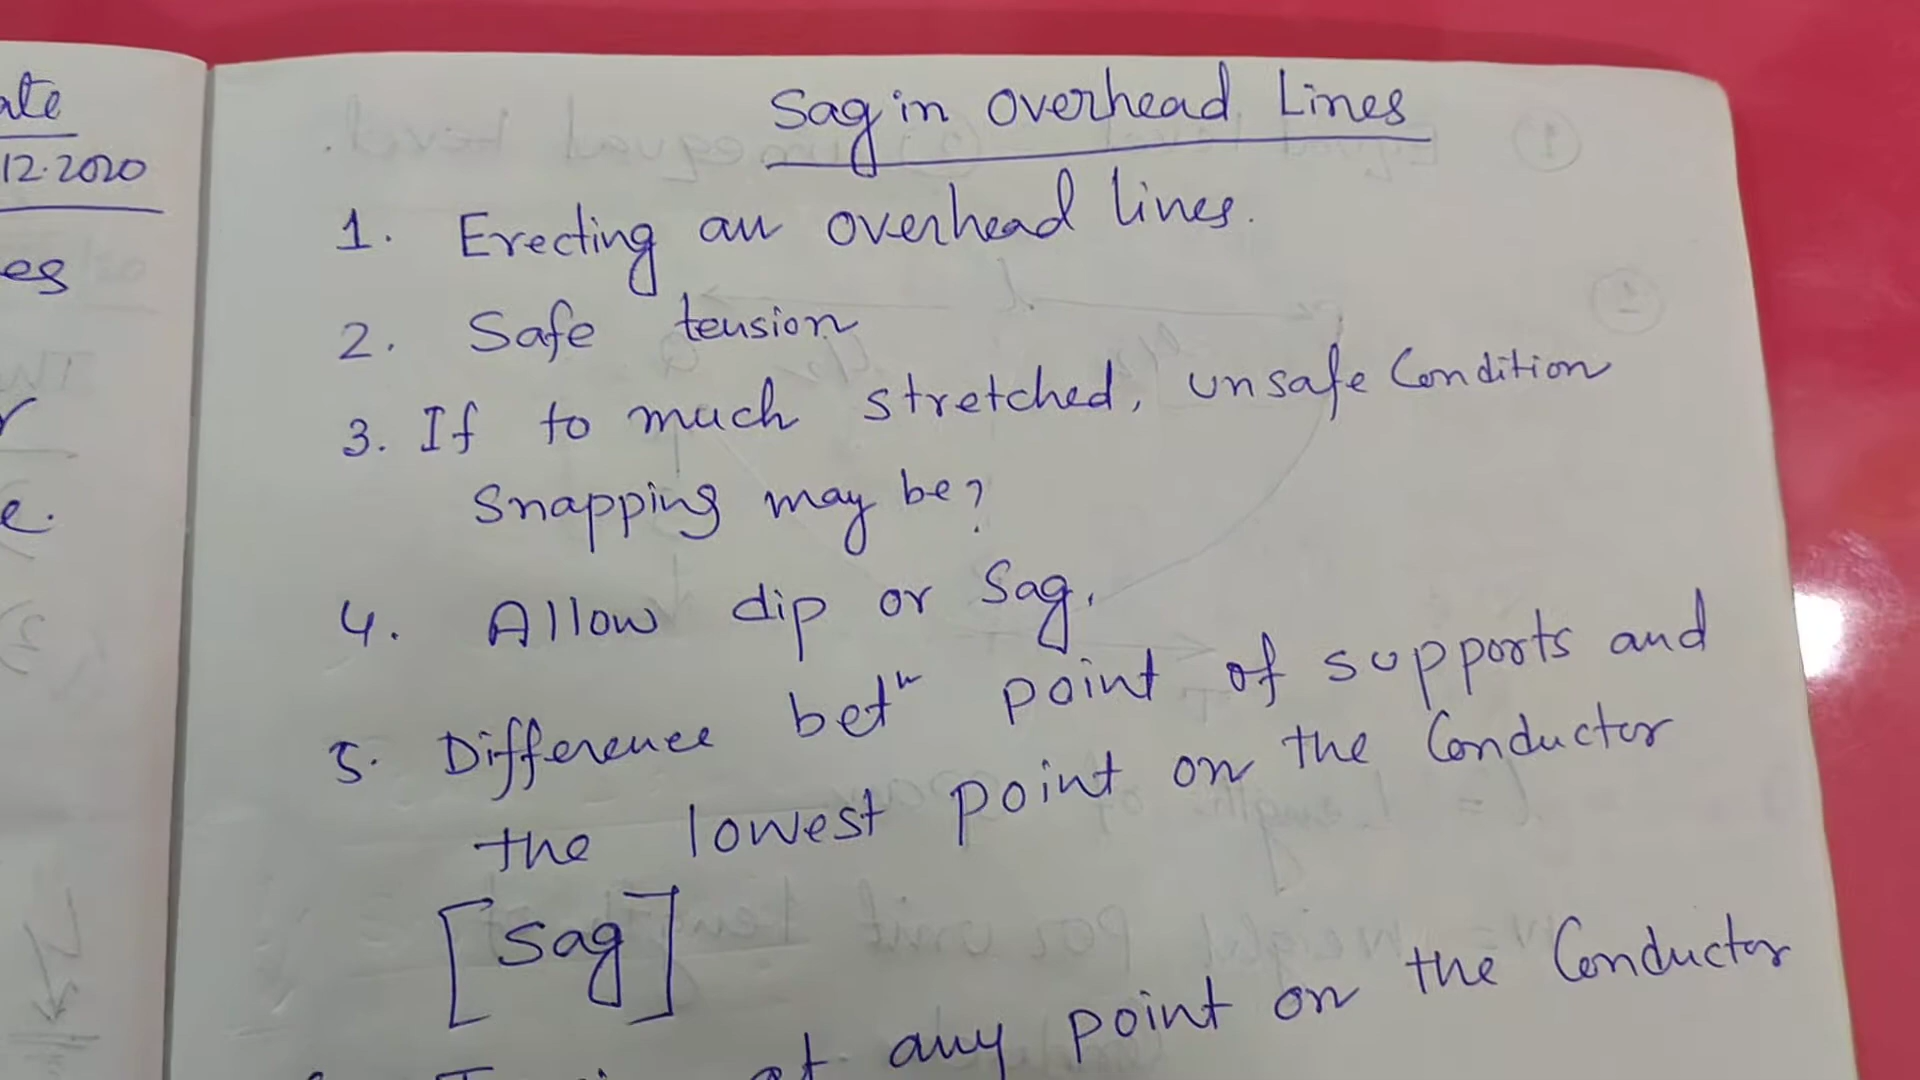 ate
12.2020
es
r
e.
Sag in overhead Lines
1. Erecting an overhead lines.
2. Safe tension
3. If to much stretched, unsafe Condition
Snapping may be?
4. Allow dip or Sag.
5. Difference betn point of supports and
the lowest point on the Conductor
[Sag]
at any point on the Conductor